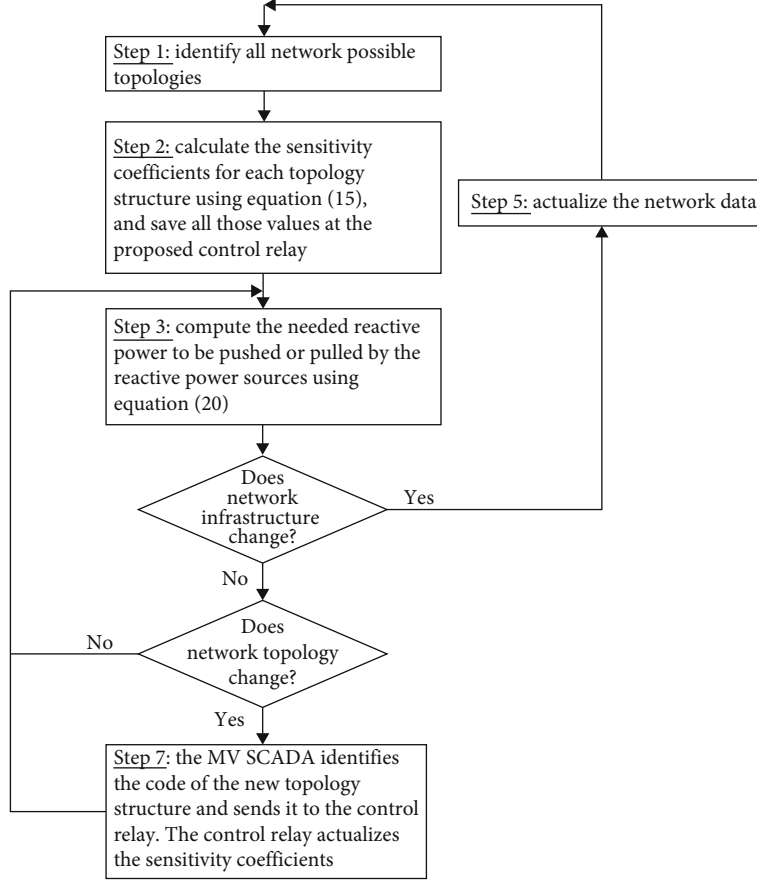 Step 1: identify all network possible
topologies
Step 2: calculate the sensitivity
coefficients for each topology
structure using equation (15),
and save all those values at the
proposed control relay
Step 5: actualize the network data
Step 3: compute the needed reactive
power to be pushed or pulled by the
reactive power sources using
equation (20)
Does
network
infrastructure
change?
Yes
No
Does
network topology
change?
No
Yes
Step 7: the MV SCADA identifies
the code of the new topology
structure and sends it to the control
relay. The control relay actualizes
the sensitivity coefficients